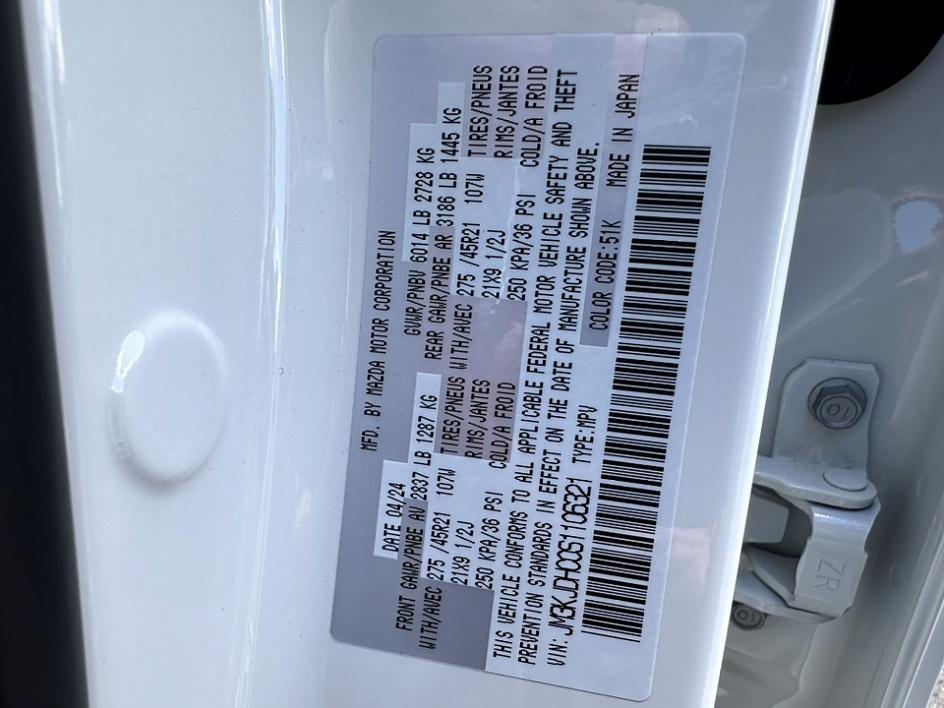 MFD. BY MAZDA MOTOR CORPORATION
DATE 04/24 GVWR/PNBV 6014 LB 2728 KG
FRONT GAWR/PNBE AV 2837 LB 1287 KG REAR GAWR/PNBE AR 3186 LB 1445 KG
WITH/AVEC 275 /45R21 107W TIRES/PNEUS WITH/AVEC 275 /45R21 107W TIRES/PNEUS
21X9 1/2J RIMS/JANTES 21X9 1/2J RIMS/JANTES
250 KPA/36 PSI COLD/A FROID 250 KPA/36 PSI COLD/A FROID
THIS VEHICLE CONFORMS TO ALL APPLICABLE FEDERAL MOTOR VEHICLE SAFETY AND THEFT
PREVENTION STANDARDS IN EFFECT ON THE DATE OF MANUFACTURE SHOWN ABOVE.
VIN: JM3KJDHC0S1106321 TYPE:MPV COLOR CODE:51K MADE IN JAPAN
10
ZR